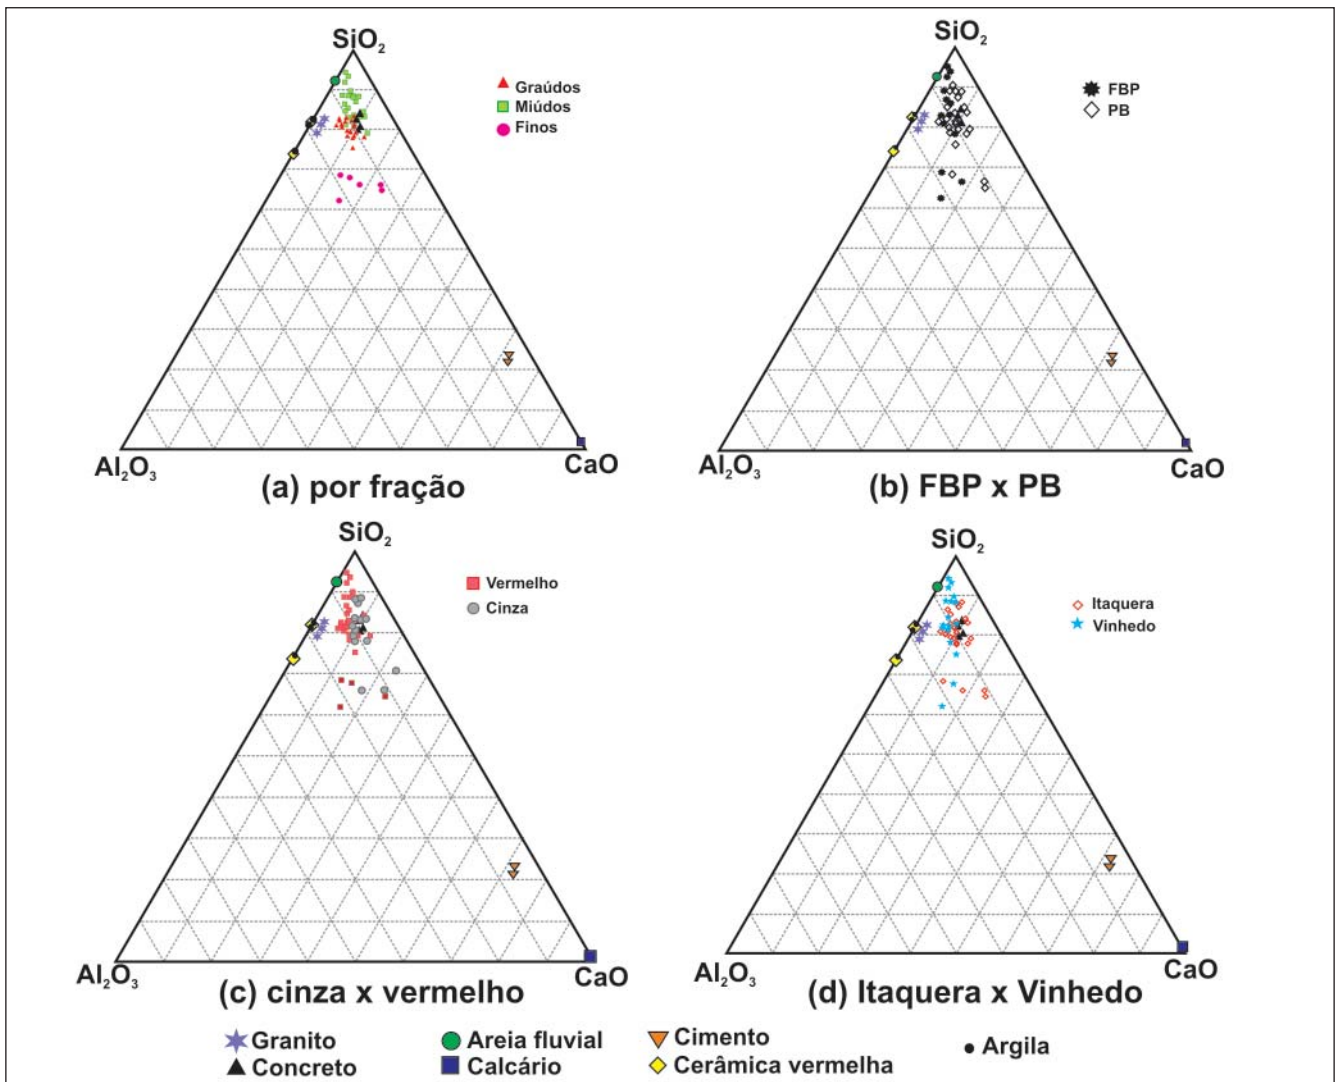 SiO2
Graúdos
Miúdos
Finos
Al2O3
CaO
(a) por fração
SiO2
FBP
PB
Al2O3
CaO
(b) FBP x PB
SiO2
Vermelho
Cinza
Al2O3
CaO
(c) cinza x vermelho
SiO2
Itaquera
Vinhedo
Al2O3
CaO
(d) Itaquera x Vinhedo
Granito
Areia fluvial
Cimento
Argila
Concreto
Calcário
Cerâmica vermelha